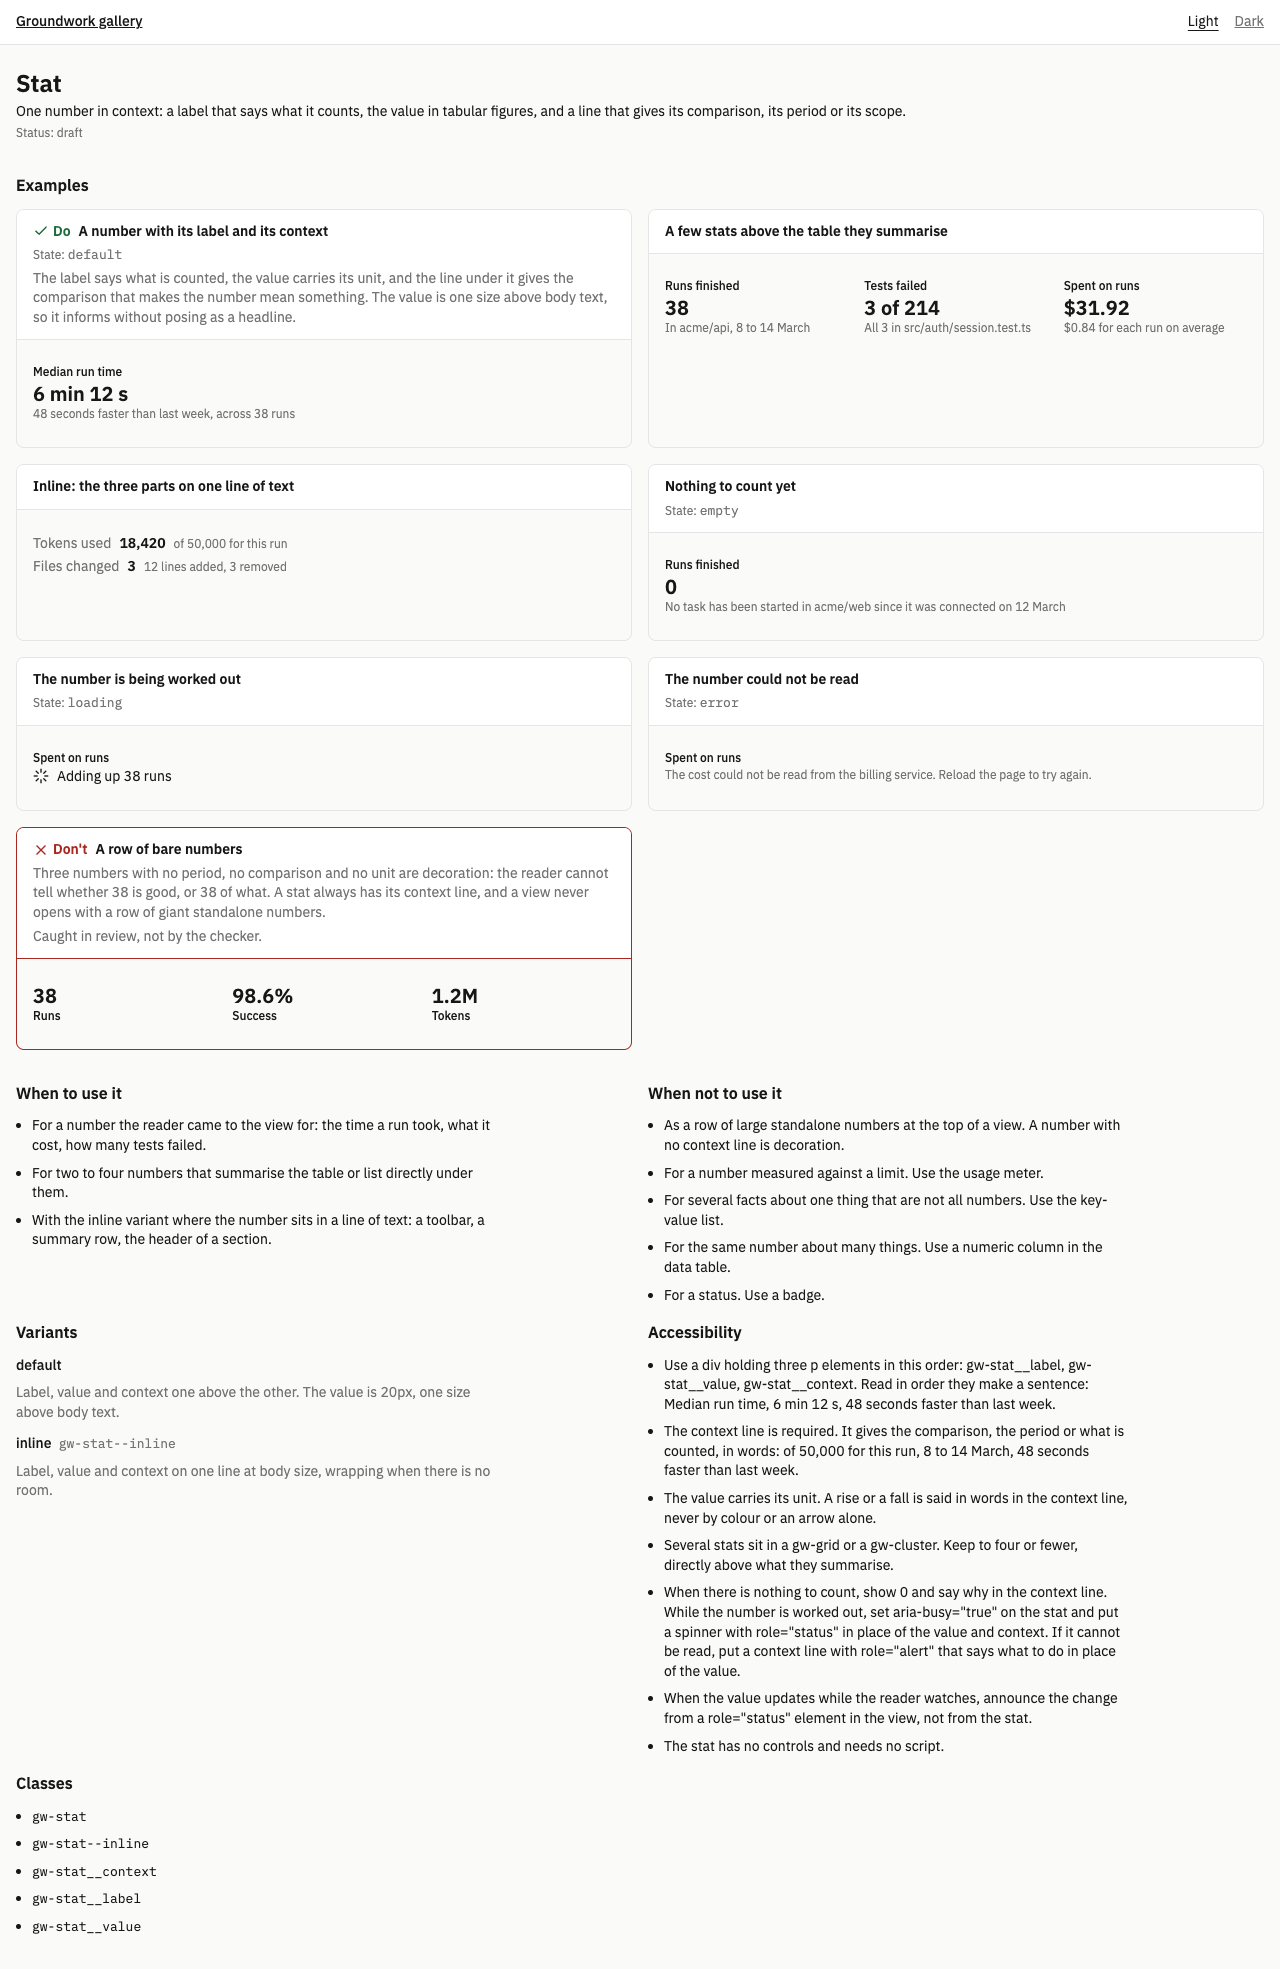 Groundwork gallery
Light Dark
Stat
One number in context: a label that says what it counts, the value in tabular figures, and a line that gives its comparison, its period or its scope.
Status: draft
Examples
Do A number with its label and its context
State: default
The label says what is counted, the value carries its unit, and the line under it gives the
comparison that makes the number mean something. The value is one size above body text,
so it informs without posing as a headline.
Median run time
6 min 12 s
48 seconds faster than last week, across 38 runs
A few stats above the table they summarise
Runs finished
38
In acme/api, 8 to 14 March
Tests failed
3 of 214
All 3 in src/auth/session.test.ts
Spent on runs
$31.92
$0.84 for each run on average
Inline: the three parts on one line of text
Tokens used 18,420 of 50,000 for this run
Files changed 3 12 lines added, 3 removed
Nothing to count yet
State: empty
Runs finished
0
No task has been started in acme/web since it was connected on 12 March
The number is being worked out
State: loading
Spent on runs
Adding up 38 runs
The number could not be read
State: error
Spent on runs
The cost could not be read from the billing service. Reload the page to try again.
Don't A row of bare numbers
Three numbers with no period, no comparison and no unit are decoration: the reader cannot
tell whether 38 is good, or 38 of what. A stat always has its context line, and a view never
opens with a row of giant standalone numbers.
Caught in review, not by the checker.
38
Runs
98.6%
Success
1.2M
Tokens
When to use it
For a number the reader came to the view for: the time a run took, what it
cost, how many tests failed.
For two to four numbers that summarise the table or list directly under
them.
With the inline variant where the number sits in a line of text: a toolbar, a
summary row, the header of a section.
When not to use it
As a row of large standalone numbers at the top of a view. A number with
no context line is decoration.
For a number measured against a limit. Use the usage meter.
For several facts about one thing that are not all numbers. Use the key-
value list.
For the same number about many things. Use a numeric column in the
data table.
For a status. Use a badge.
Variants
default
Label, value and context one above the other. The value is 20px, one size
above body text.
inline gw-stat--inline
Label, value and context on one line at body size, wrapping when there is no
room.
Accessibility
Use a div holding three p elements in this order: gw-stat__label, gw-
stat__value, gw-stat__context. Read in order they make a sentence:
Median run time, 6 min 12 s, 48 seconds faster than last week.
The context line is required. It gives the comparison, the period or what is
counted, in words: of 50,000 for this run, 8 to 14 March, 48 seconds
faster than last week.
The value carries its unit. A rise or a fall is said in words in the context line,
never by colour or an arrow alone.
Several stats sit in a gw-grid or a gw-cluster. Keep to four or fewer,
directly above what they summarise.
When there is nothing to count, show 0 and say why in the context line.
While the number is worked out, set aria-busy="true" on the stat and put
a spinner with role="status" in place of the value and context. If it cannot
be read, put a context line with role="alert" that says what to do in place
of the value.
When the value updates while the reader watches, announce the change
from a role="status" element in the view, not from the stat.
The stat has no controls and needs no script.
Classes
gw-stat
gw-stat--inline
gw-stat__context
gw-stat__label
gw-stat__value